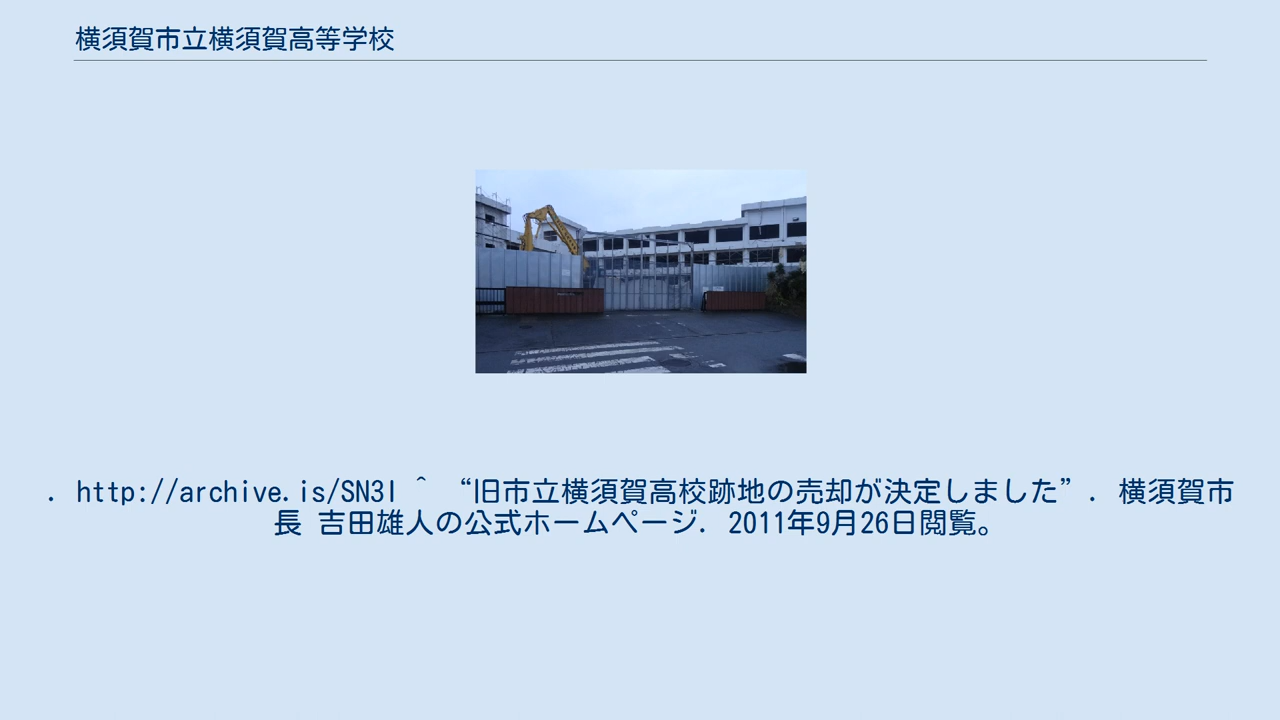 横須賀市立横須賀高等学校
. http://archive.is/SN3I ^ “旧市立横須賀高校跡地の売却が決定しました”. 横須賀市
長 吉田雄人の公式ホームページ. 2011年9月26日閲覧。